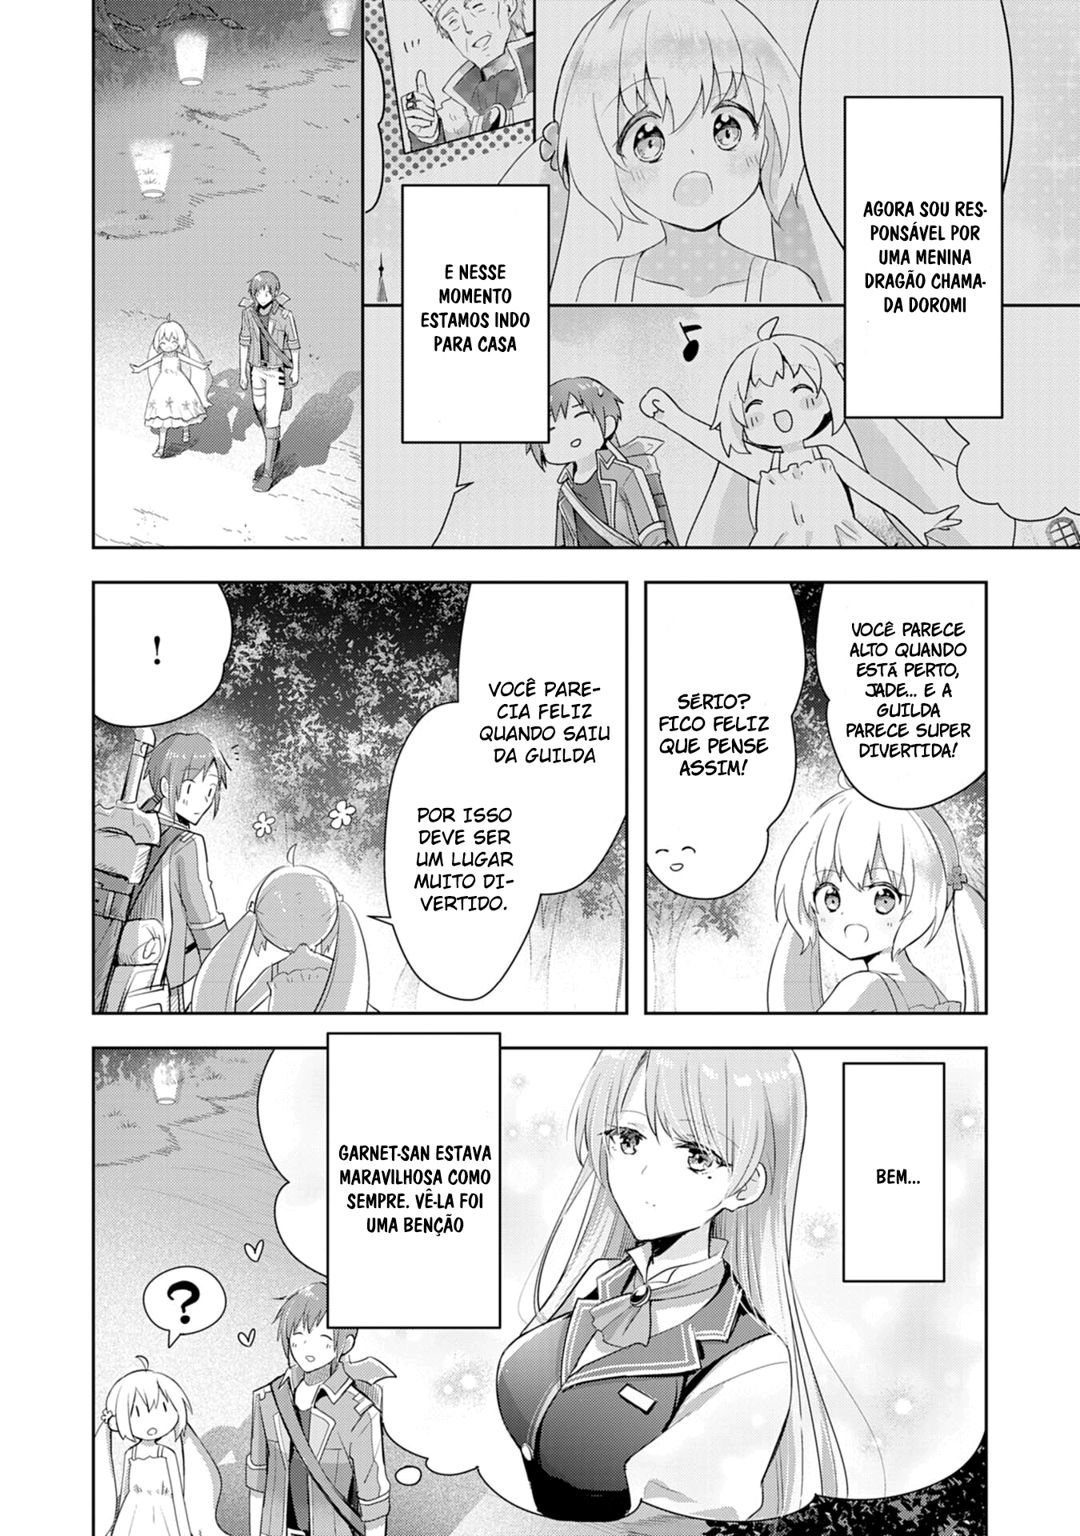 AGORA SOU RES-
PONSÁVEL POR
UMA MENINA
DRAGÃO CHAMA-
DA DOROMI
E NESSE
MOMENTO
ESTAMOS INDO
PARA CASA
VOCÊ PARECE
ALTO QUANDO
ESTÁ PERTO,
JADE... E A
GUILDA
PARECE SUPER
DIVERTIDA!
SÉRIO?
FICO FELIZ
QUE PENSE
ASSIM!
VOCÊ PARE-
CIA FELIZ
QUANDO SAIU
DA GUILDA
POR ISSO
DEVE SER
UM LUGAR
MUITO DI-
VERTIDO.
!
BEM...
GARNET-SAN ESTAVA
MARAVILHOSA COMO
SEMPRE. VÊ-LA FOI
UMA BENÇÃO
?